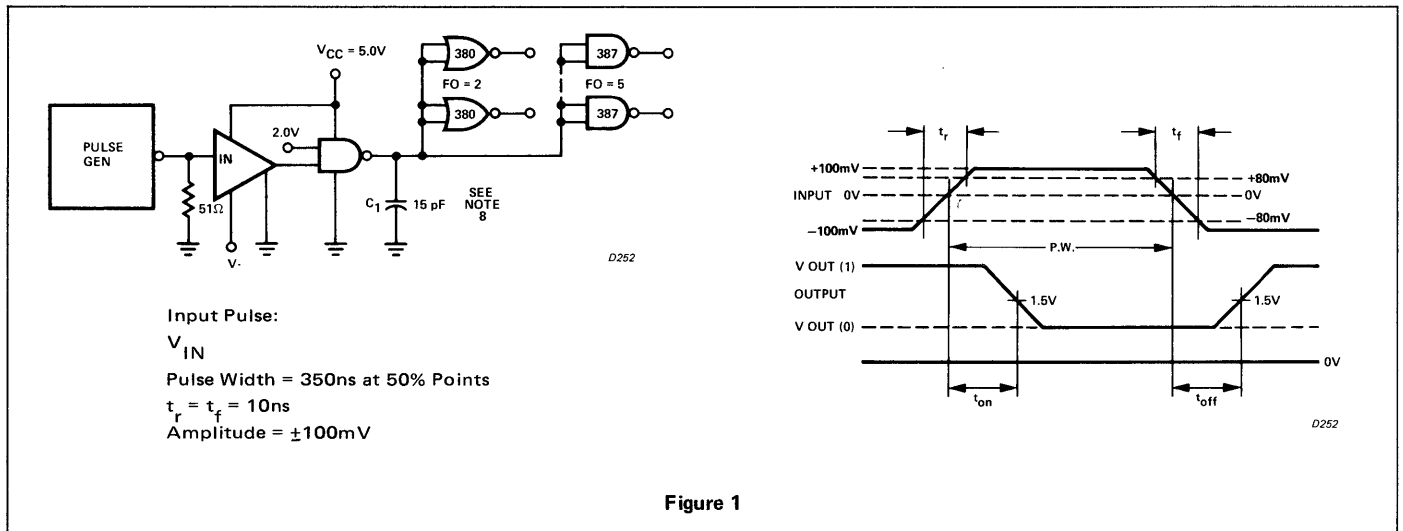 VCC = 5.0V
380
387
FO = 2
FO = 5
380
387
2.0V
PULSE
GEN
IN
51Ω
V-
C1
15 pF
SEE
NOTE
8
D252
Input Pulse:
VIN
Pulse Width = 350ns at 50% Points
tr = tf = 10ns
Amplitude = ±100mV
tr
tf
+100mV
+80mV
INPUT 0V
0V
-80mV
-100mV
P.W.
V OUT (1)
OUTPUT
1.5V
1.5V
V OUT (0)
0V
ton
toff
D252
Figure 1